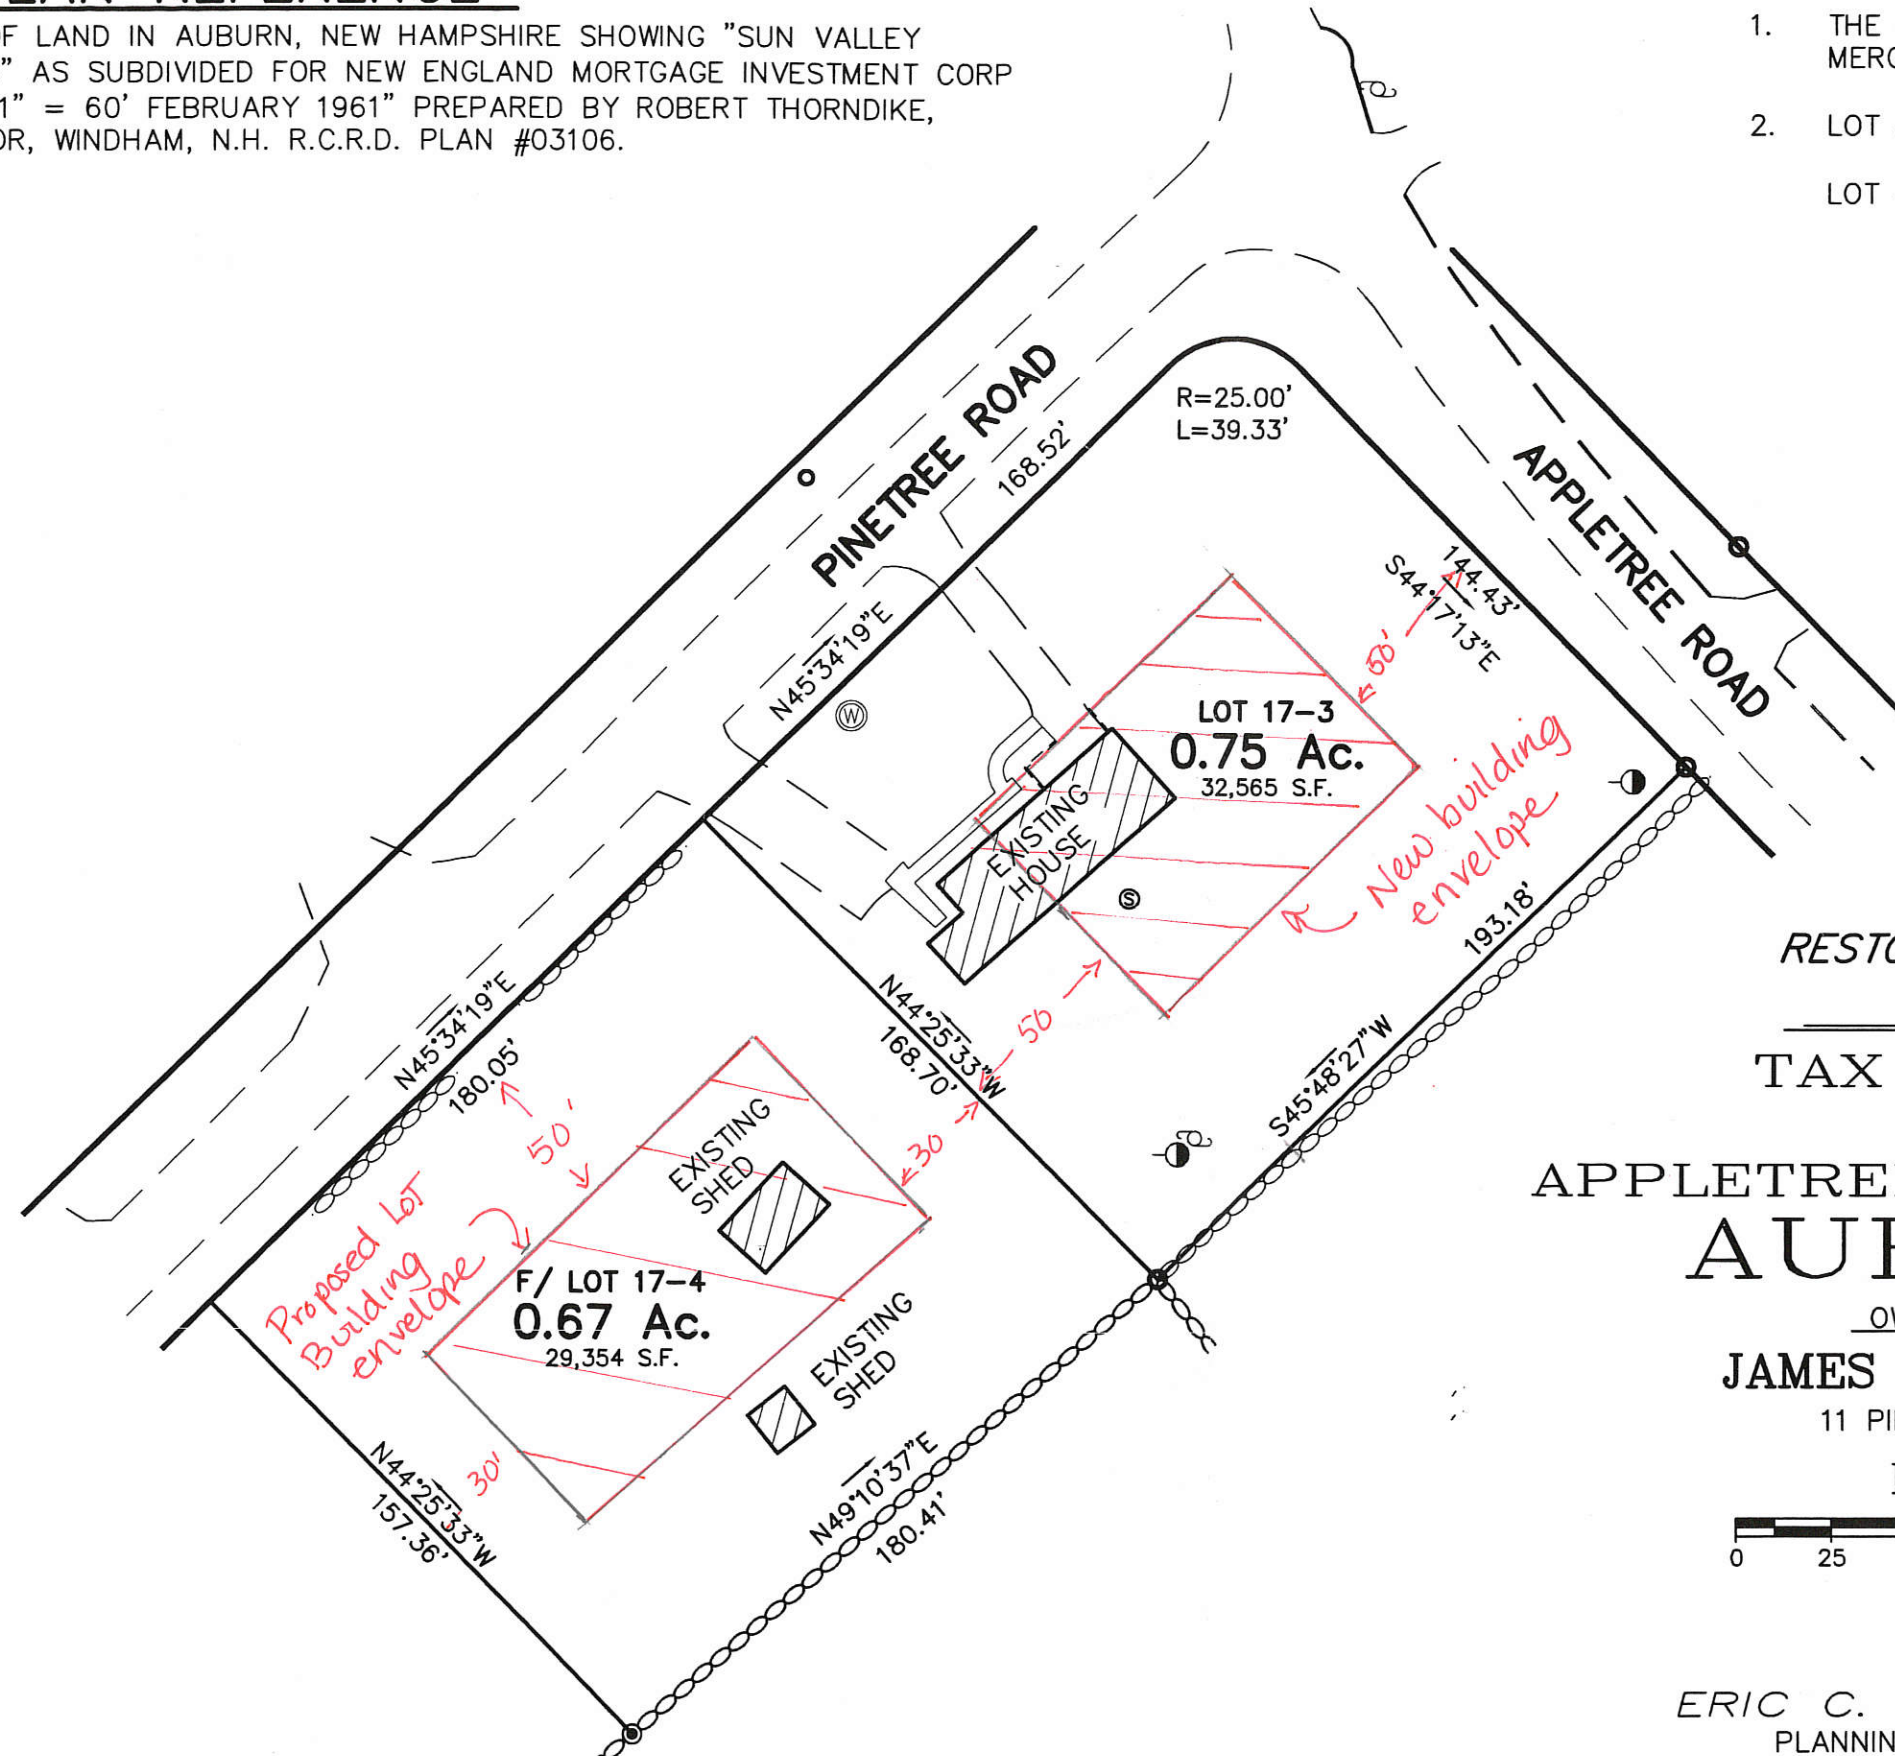 OF LAND IN AUBURN, NEW HAMPSHIRE SHOWING "SUN VALLEY
" AS SUBDIVIDED FOR NEW ENGLAND MORTGAGE INVESTMENT CORP
1" = 60' FEBRUARY 1961" PREPARED BY ROBERT THORNDIKE,
OR, WINDHAM, N.H. R.C.R.D. PLAN #03106.
1. THE
MERC
2. LOT
LOT
R=25.00'
L=39.33'
PINETREE ROAD
168.52'
N45°34'19"E
APPLETREE ROAD
144.43'
S44°17'13"E
50'
W
LOT 17-3
0.75 Ac.
32,565 S.F.
EXISTING
HOUSE
S
New building
envelope
193.18'
S45°48'27"W
50
N44°25'33"W
168.70'
30
N45°34'19"E
180.05'
50'
EXISTING
SHED
Proposed Lot
Building
envelope
F/ LOT 17-4
0.67 Ac.
29,354 S.F.
EXISTING
SHED
30'
N44°25'33"W
157.36'
N49°10'37"E
180.41'
RESTO
TAX
APPLETREE
AUB
OW
JAMES
11 PI
0 25
ERIC C.
PLANNIN